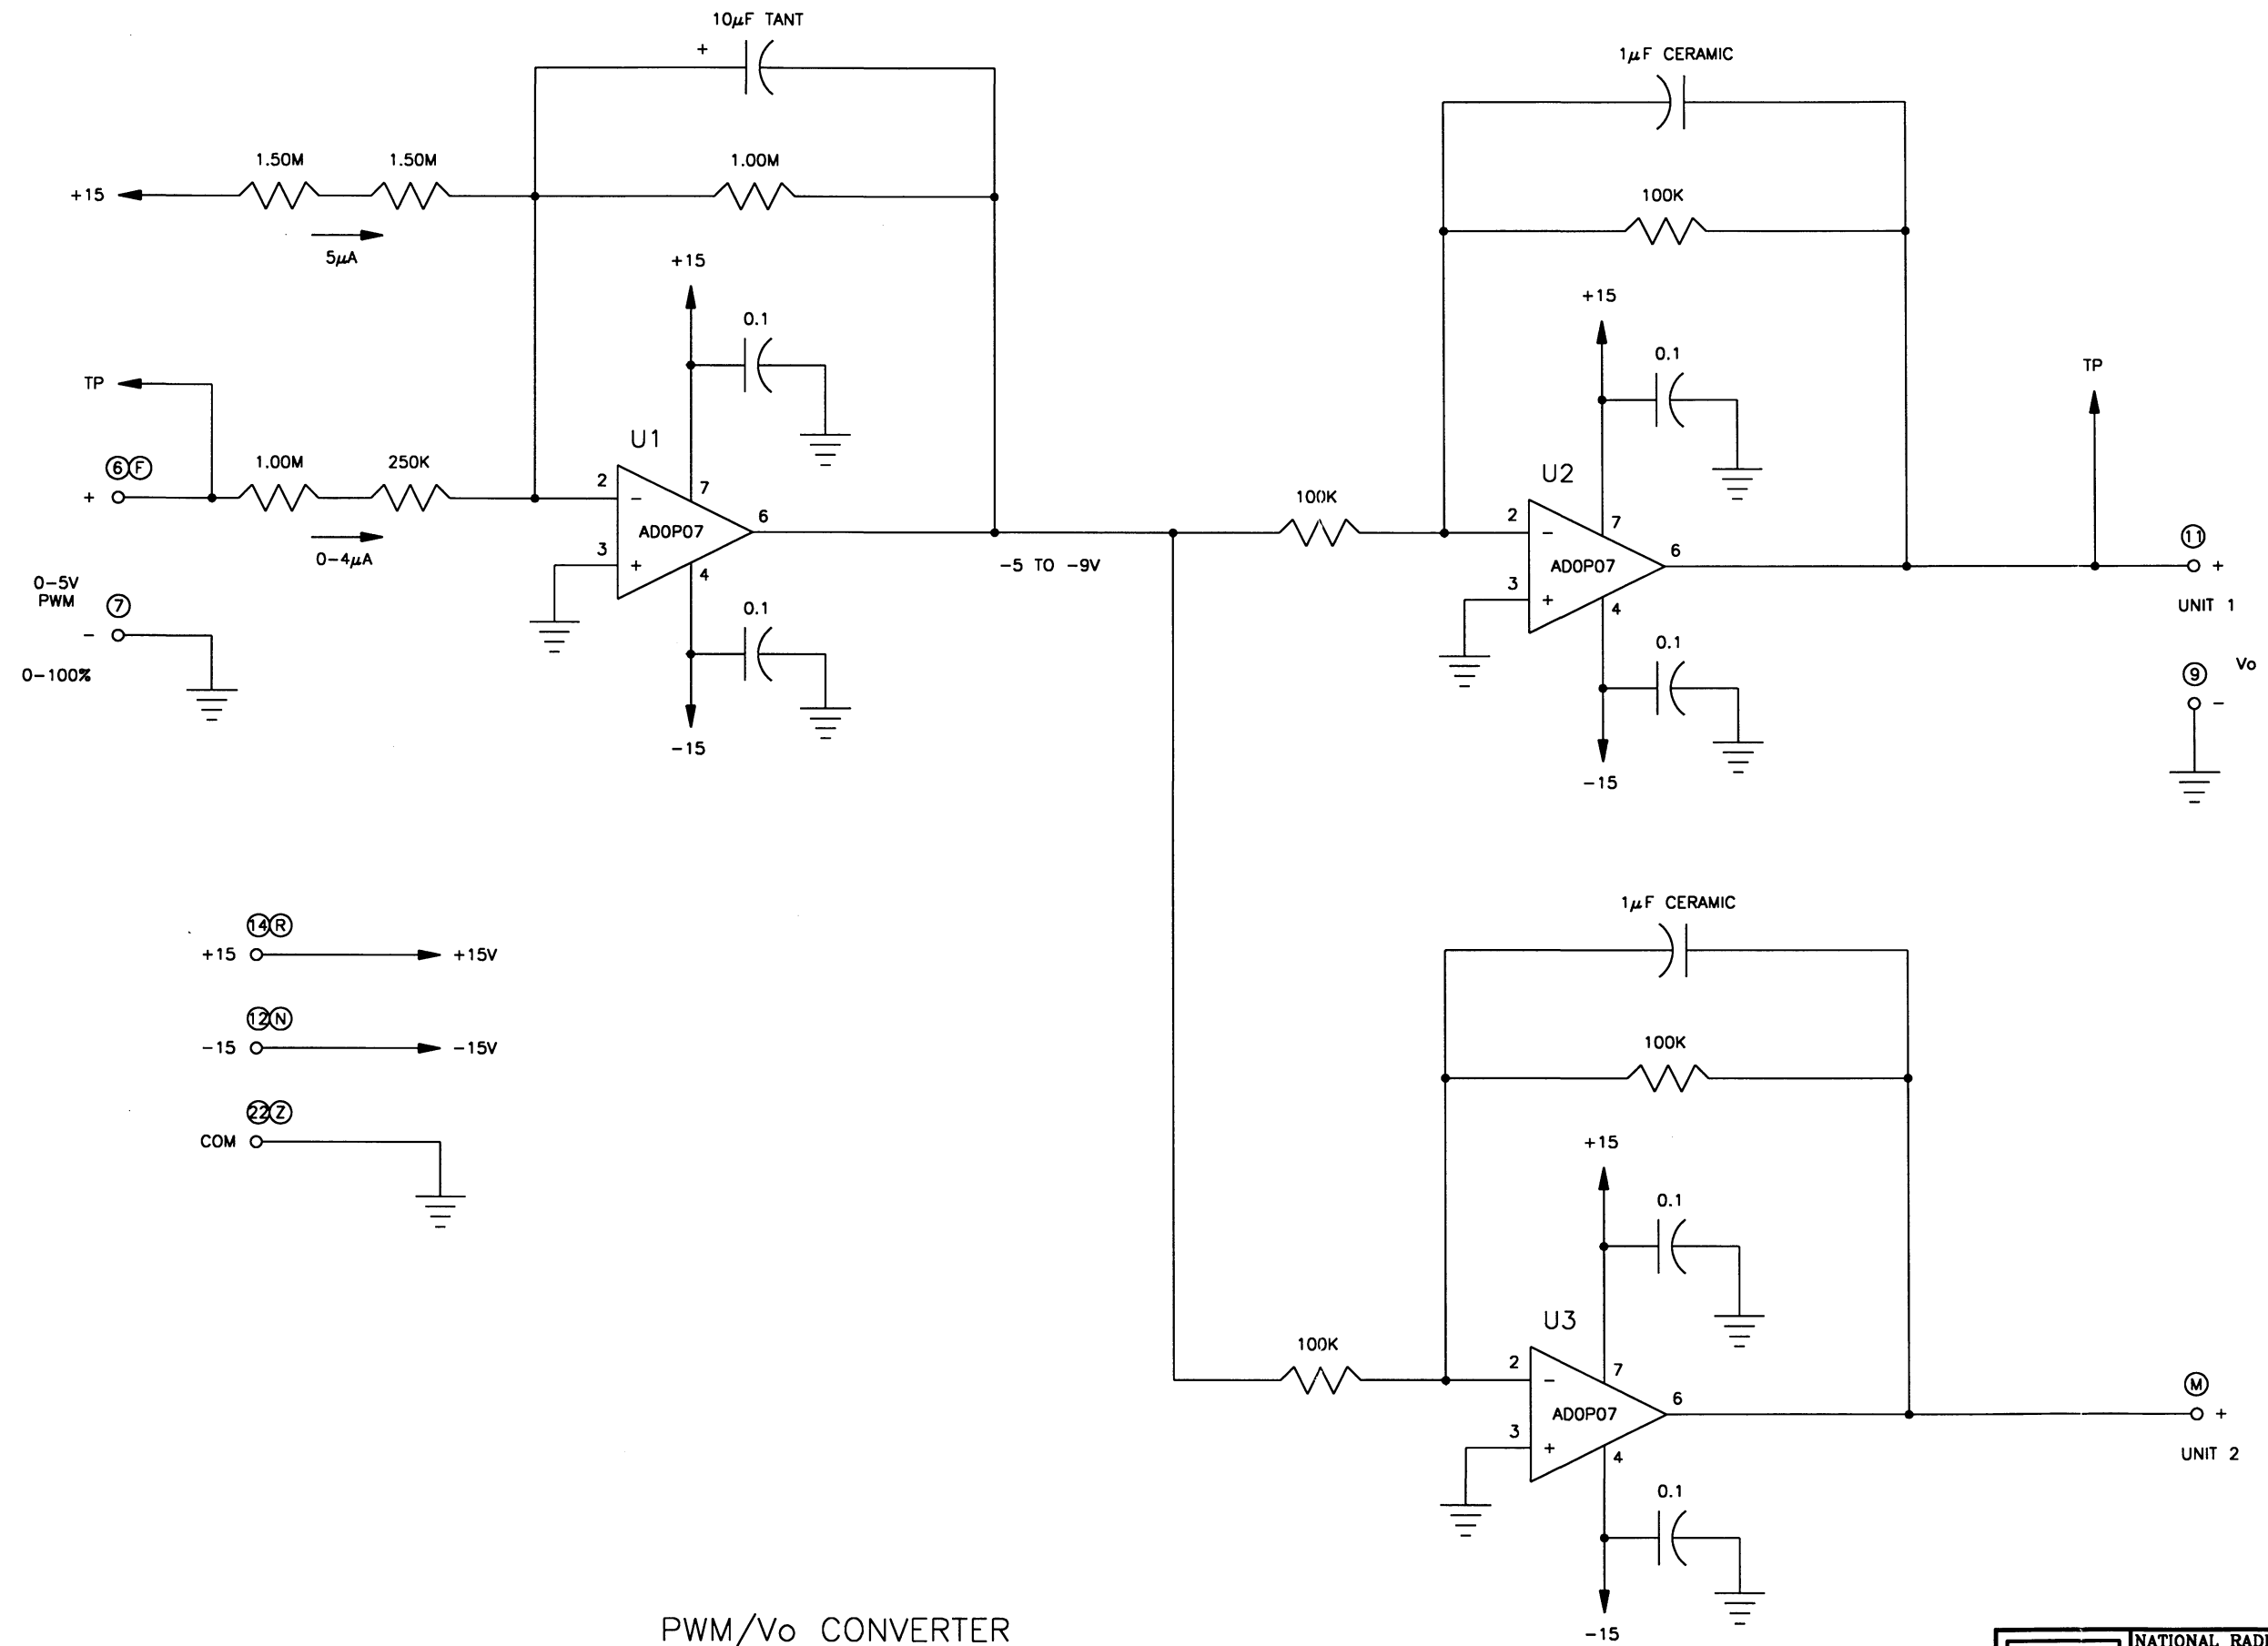 10µF TANT
+
1µF CERAMIC
1.50M 1.50M
1.00M
+15
5µA
100K
+15
0.1
+15
0.1
TP
TP
U1
6 F
1.00M 250K
+
2
−
7
AD0P07
6
3
+
4
0-4µA
0-5V
PWM
7
−
0-100%
0.1
-15
-5 TO -9V
100K
U2
2
−
7
AD0P07
6
3
+
4
0.1
-15
11
+
UNIT 1
9
Vo
−
14 R
+15
+15V
12 N
-15
-15V
22 Z
COM
1µF CERAMIC
100K
+15
0.1
U3
100K
2
−
7
AD0P07
6
3
+
4
0.1
-15
M
+
UNIT 2
PWM/Vo CONVERTER